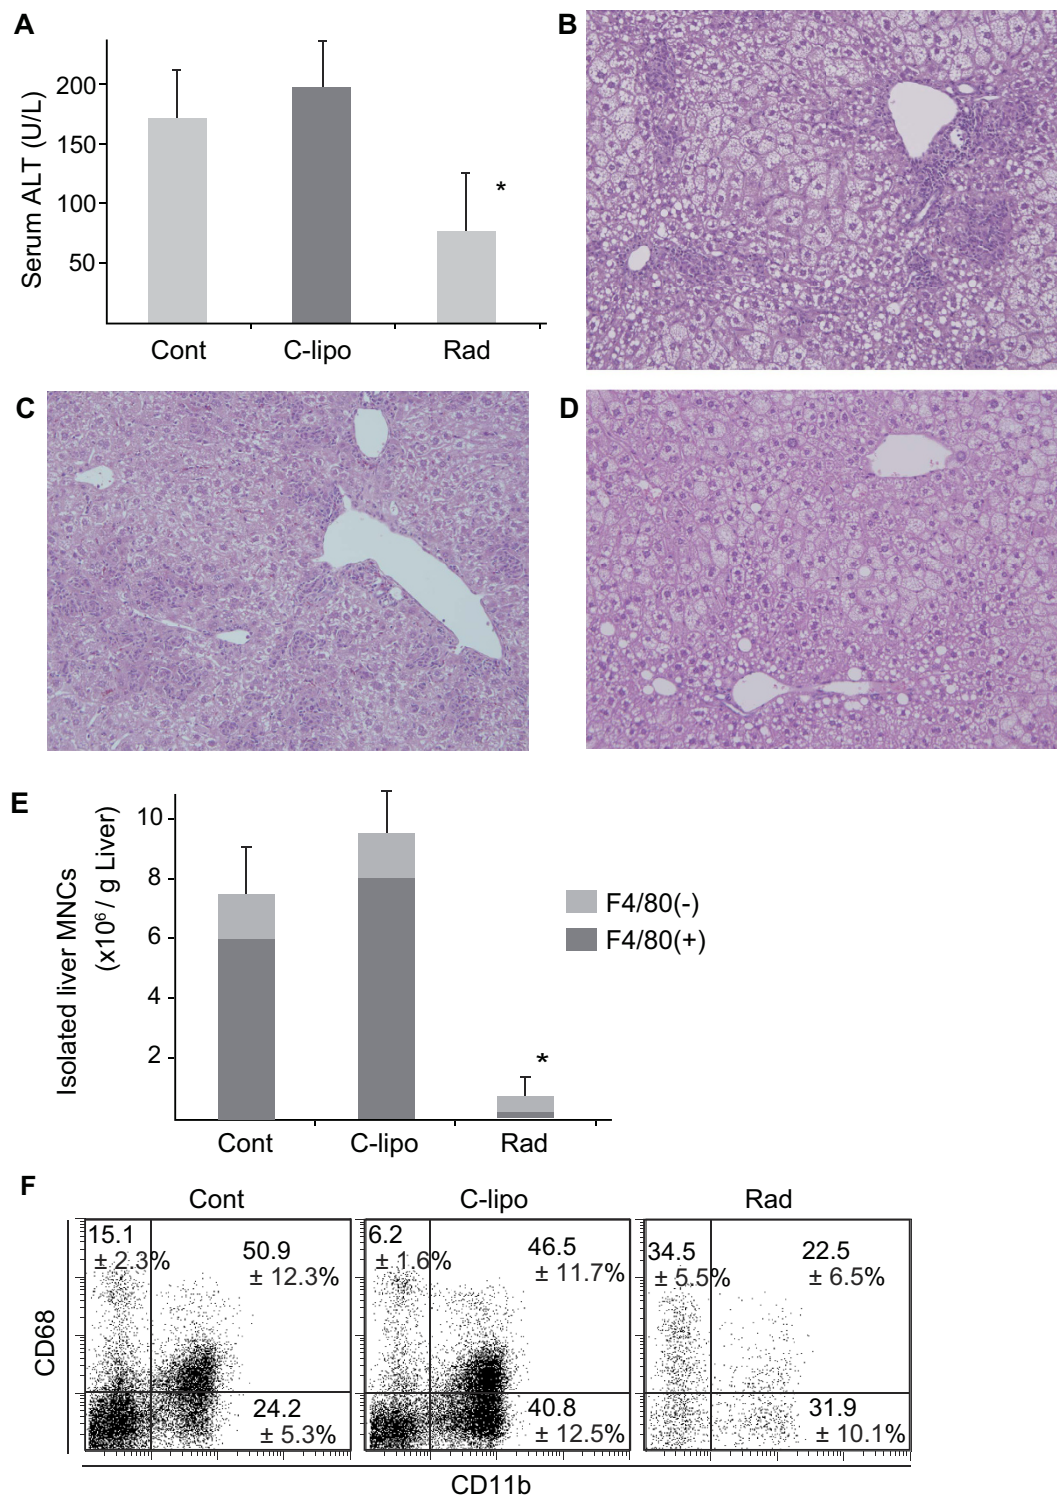 A
Serum ALT (U/L)
200
150
100
50
*
Cont
C-lipo
Rad
B
C
D
E
Isolated liver MNCs
(x10⁶ / g Liver)
10
8
6
4
2
*
Cont
C-lipo
Rad
F4/80(-)
F4/80(+)
F
Cont
C-lipo
Rad
CD68
15.1
± 2.3%
50.9
± 12.3%
24.2
± 5.3%
6.2
± 1.6%
46.5
± 11.7%
40.8
± 12.5%
34.5
± 5.5%
22.5
± 6.5%
31.9
± 10.1%
CD11b